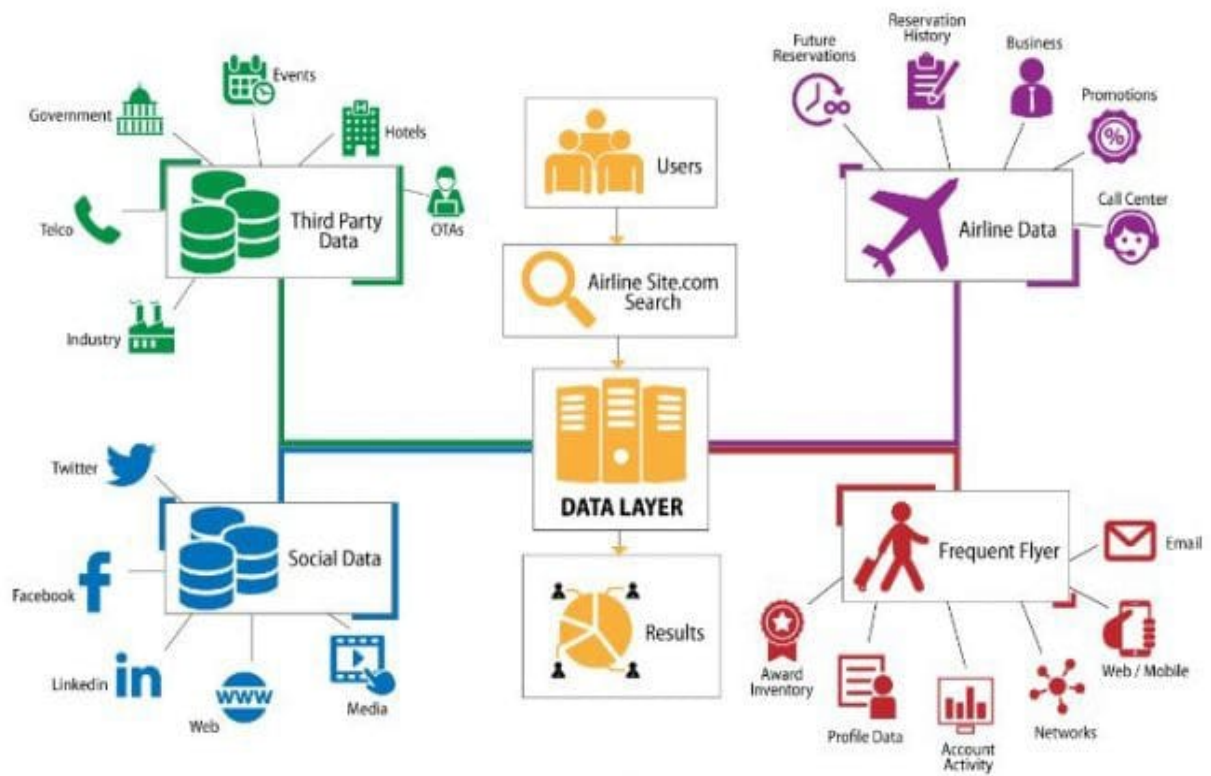 Events
Government
Hotels
Third Party
Data
Telco
OTAs
Industry
Users
Airline Site.com
Search
DATA LAYER
Results
Future
Reservations
Reservation
History
Business
Promotions
%
Airline Data
Call Center
Twitter
Social Data
Facebook
f
Linkedin
in
www
Web
Media
Frequent Flyer
Email
Web / Mobile
Award
Inventory
Profile Data
Account
Activity
Networks
H